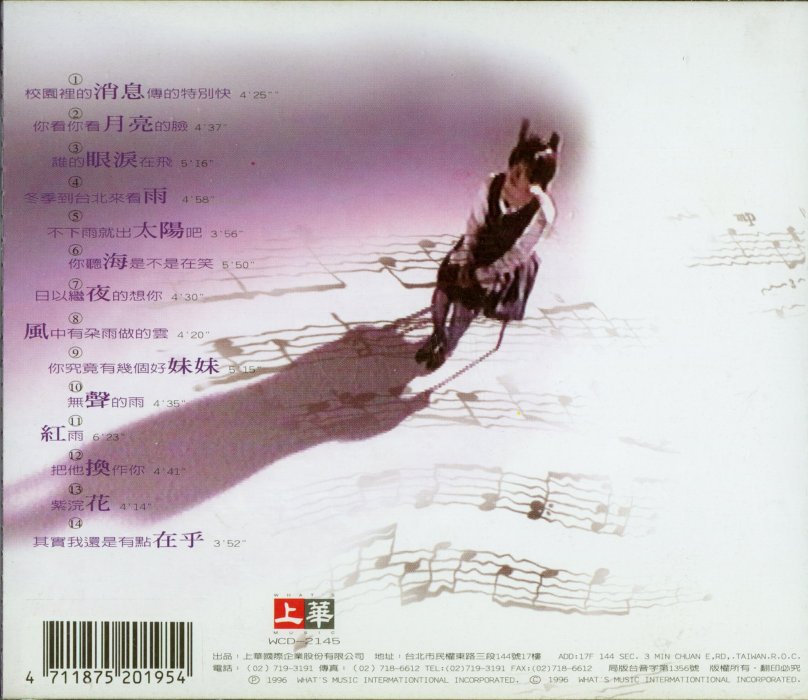 ①
校園裡的消息傳的特別快 4'25"
②
你看你看月亮的臉 4'37"
③
誰的眼淚在飛 5'16"
④
冬季到台北來看雨 4'58"
⑤
不下雨就出太陽吧 3'56"
⑥
你聽海是不是在笑 5'50"
⑦
日以繼夜的想你 4'30"
⑧
風中有朵雨做的雲 4'20"
⑨
你究竟有幾個好妹妹 5'15"
⑩
無聲的雨 4'35"
⑪
紅雨 6'23"
⑫
把他換作你 4'41"
⑬
紫浣花 4'14"
⑭
其實我還是有點在乎 3'52"
WHAT'S
上華
MUSIC
WCD-2145
4 711875 201954
出品：上華國際企業股份有限公司 地址：台北市民權東路三段144號17樓 ADD:17F 144 SEC. 3 MIN CHUAN E,RD,TAIWAN.R.O.C.
電話：(02) 719-3191 傳真：(02) 718-6612 TEL:(02)719-3191 FAX:(02)718-6612 局版台音字第1356號 版權所有·翻印必究
Ⓟ 1996 WHAT'S MUSIC INTERMATIONTIONAL INCORPORATED. Ⓒ 1996 WHAT'S MUSIC INTERMATIONTIONAL INCORPORATED.